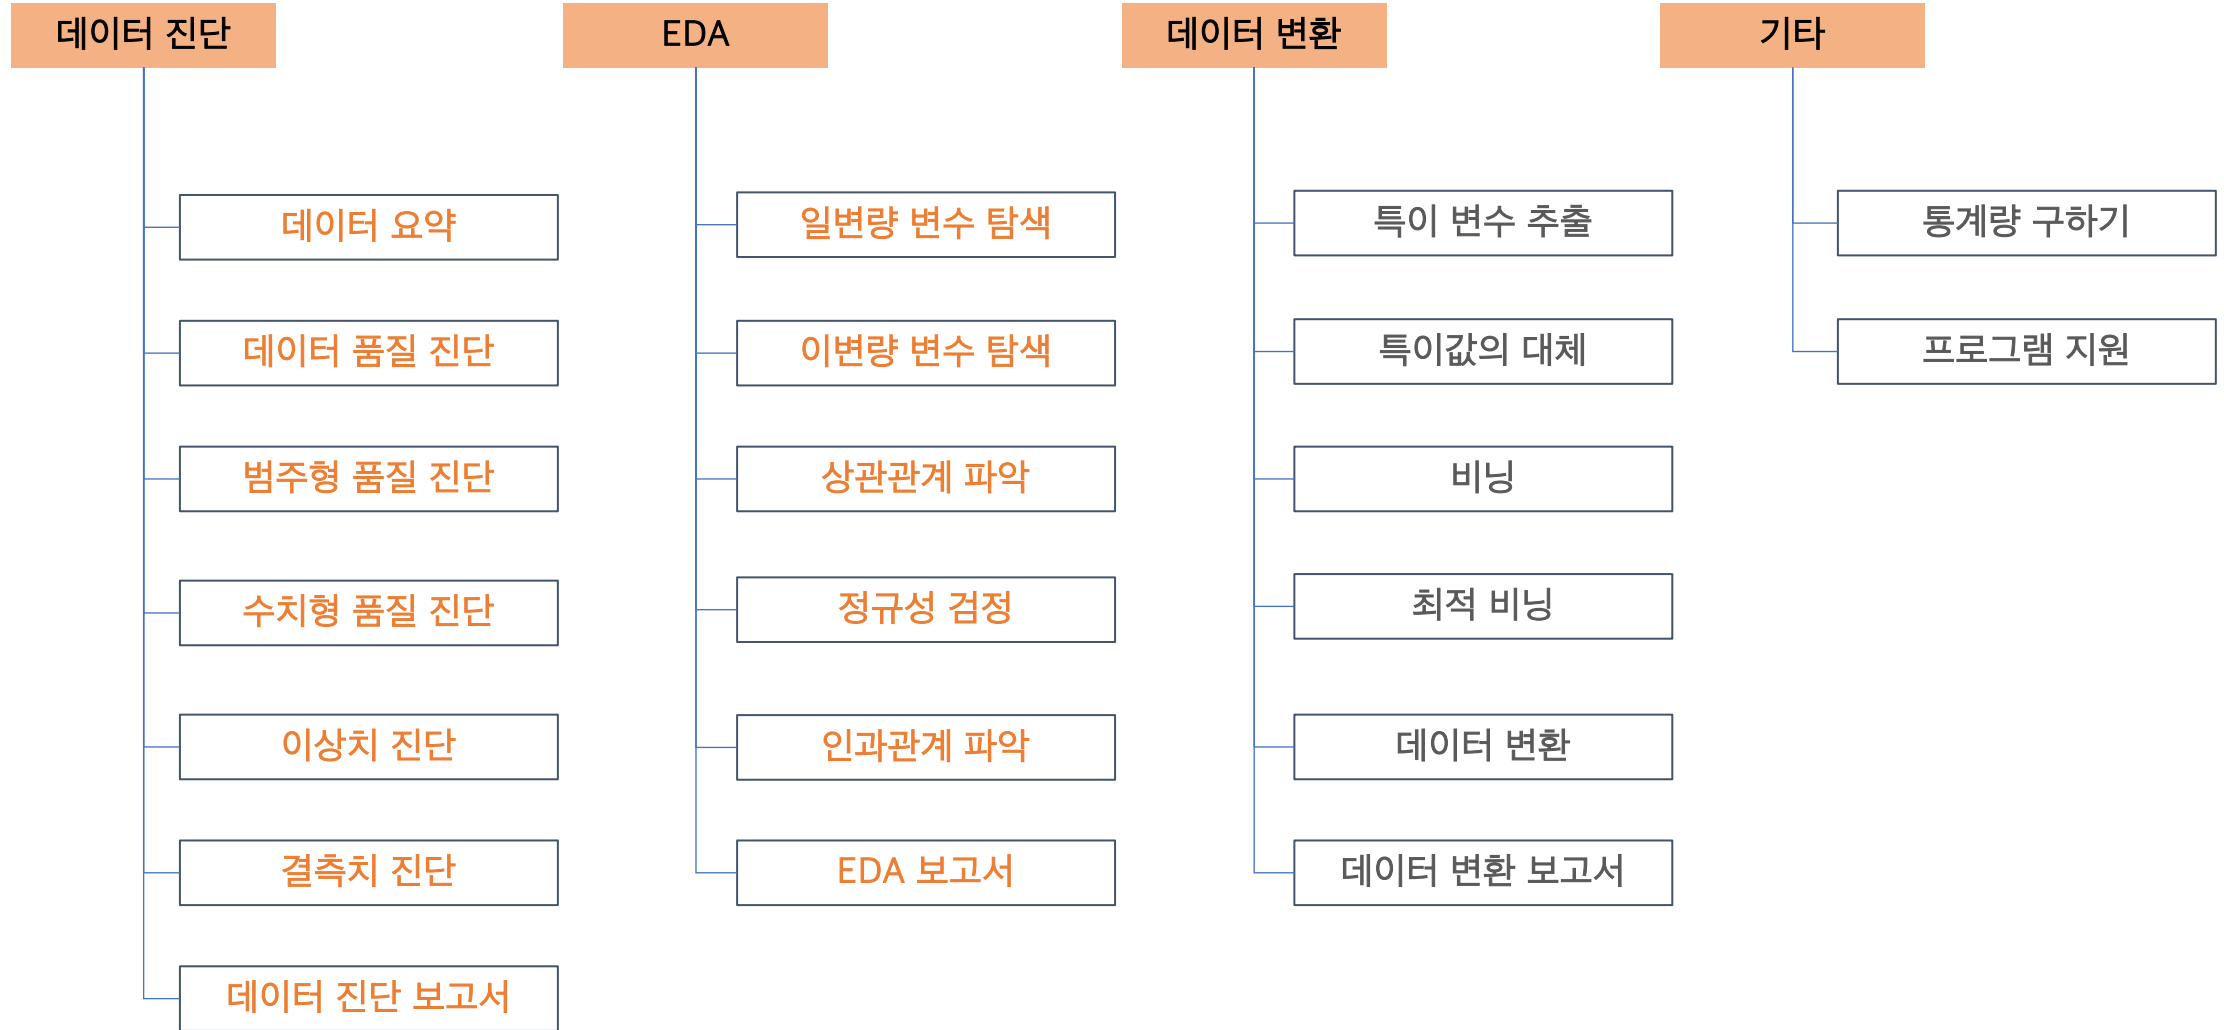 데이터 진단
데이터 요약
데이터 품질 진단
범주형 품질 진단
수치형 품질 진단
이상치 진단
결측치 진단
데이터 진단 보고서
EDA
일변량 변수 탐색
이변량 변수 탐색
상관관계 파악
정규성 검정
인과관계 파악
EDA 보고서
데이터 변환
특이 변수 추출
특이값의 대체
비닝
최적 비닝
데이터 변환
데이터 변환 보고서
기타
통계량 구하기
프로그램 지원